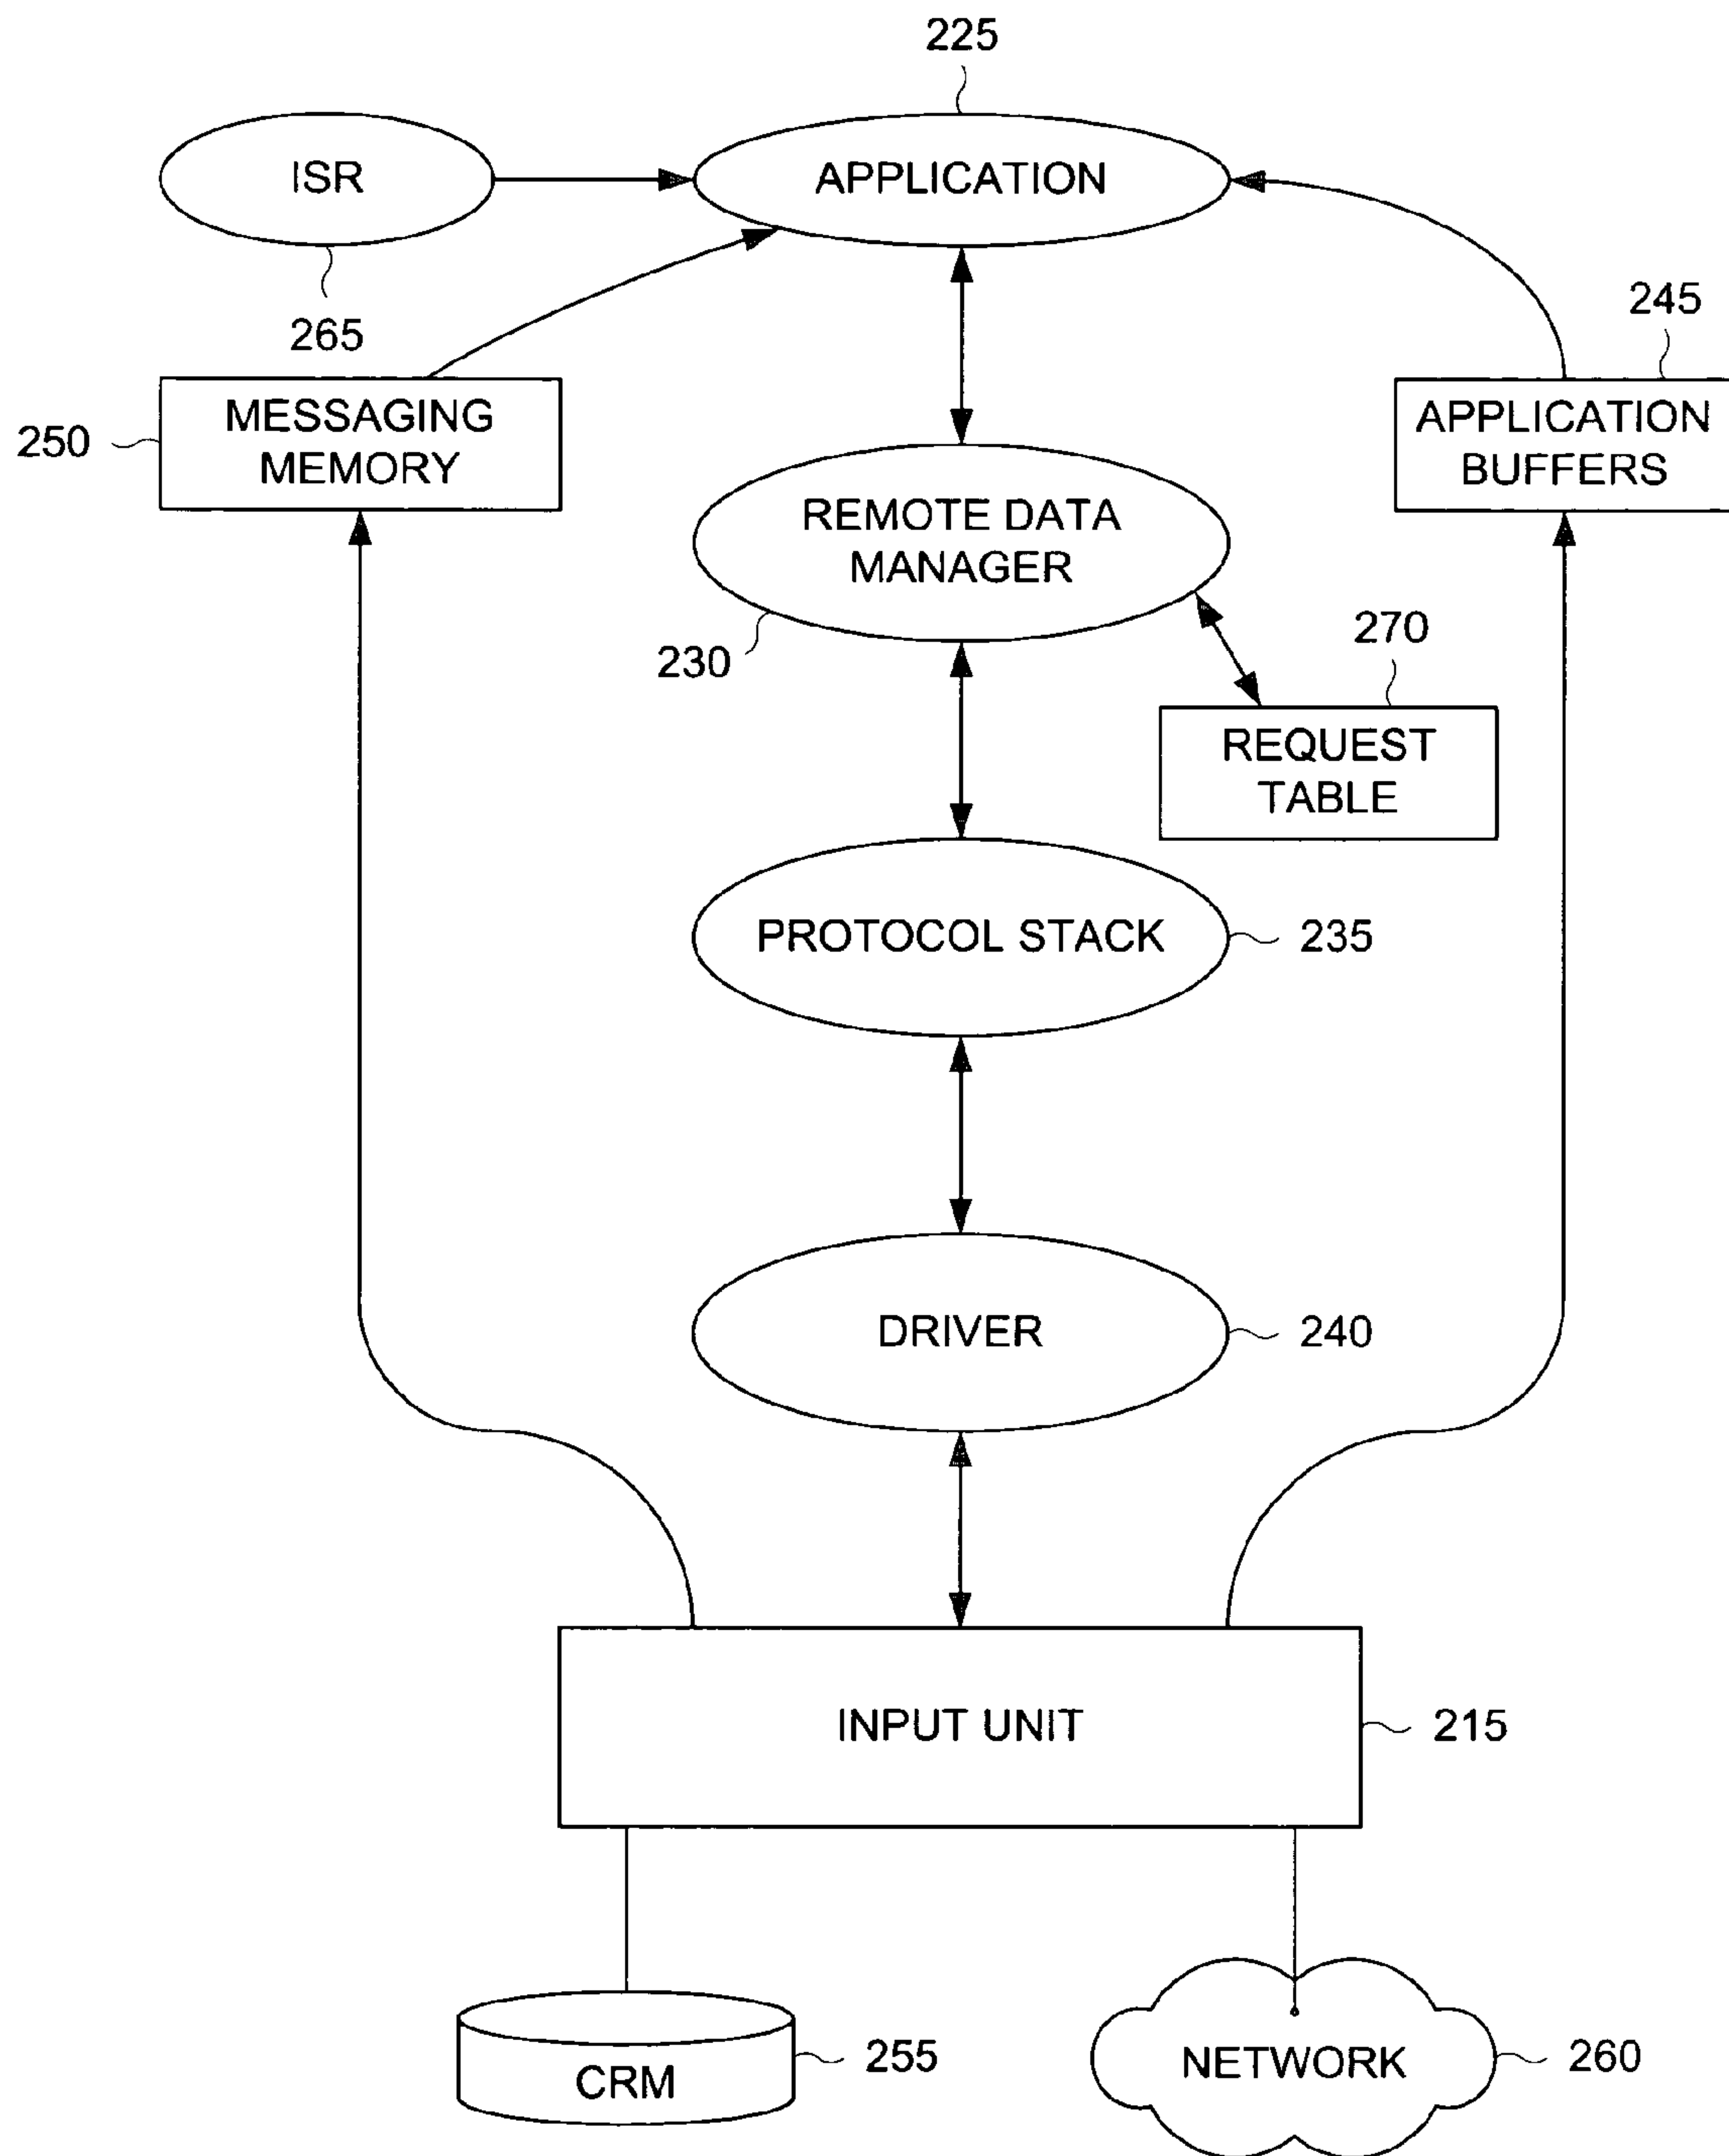 225
ISR
APPLICATION
265
245
250
MESSAGING
MEMORY
APPLICATION
BUFFERS
REMOTE DATA
MANAGER
230
270
REQUEST
TABLE
PROTOCOL STACK
235
DRIVER
240
INPUT UNIT
215
CRM
255
NETWORK
260